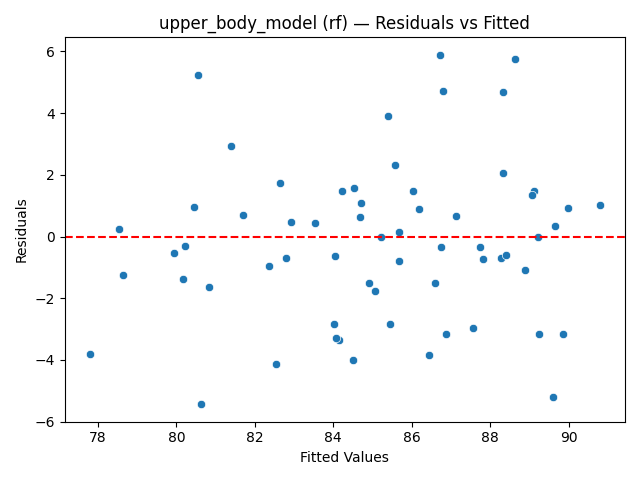 upper_body_model (rf) — Residuals vs Fitted
6
4
2
0
−2
−4
−6
Residuals
78 80 82 84 86 88 90
Fitted Values